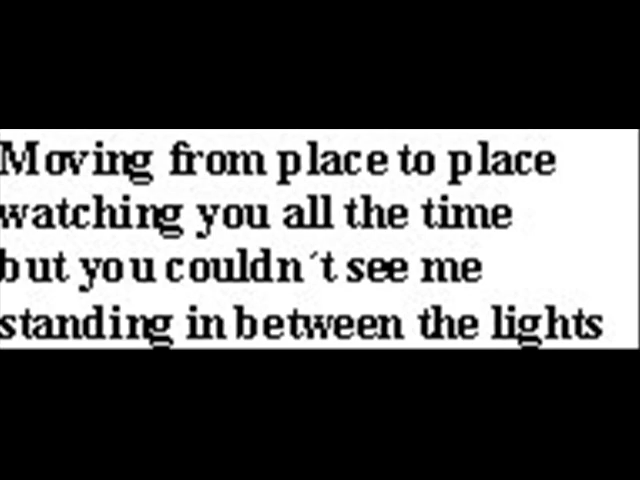 Moving from place to place
watching you all the time
but you couldn´t see me
standing in between the lights